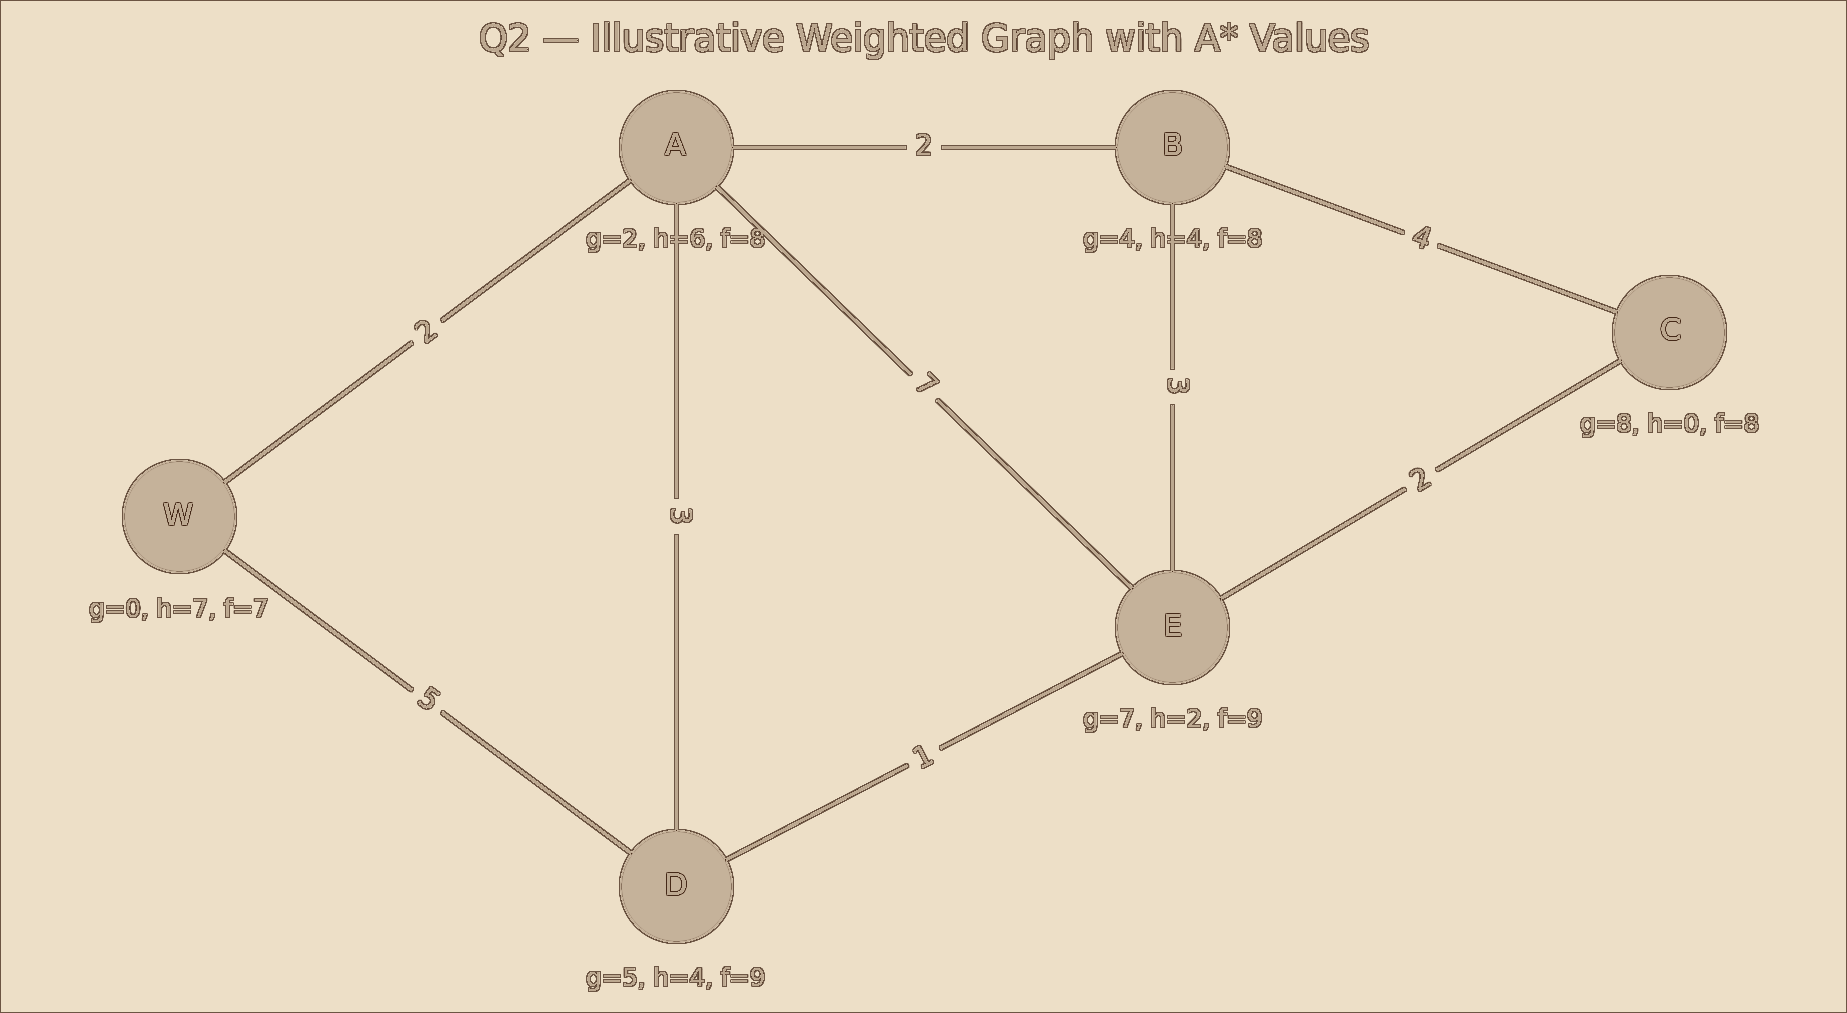 Q2 — Illustrative Weighted Graph with A* Values
A
2
B
g=2, h=6, f=8
g=4, h=4, f=8
4
C
2
7
3
g=8, h=0, f=8
2
W
3
g=0, h=7, f=7
E
5
g=7, h=2, f=9
1
D
g=5, h=4, f=9